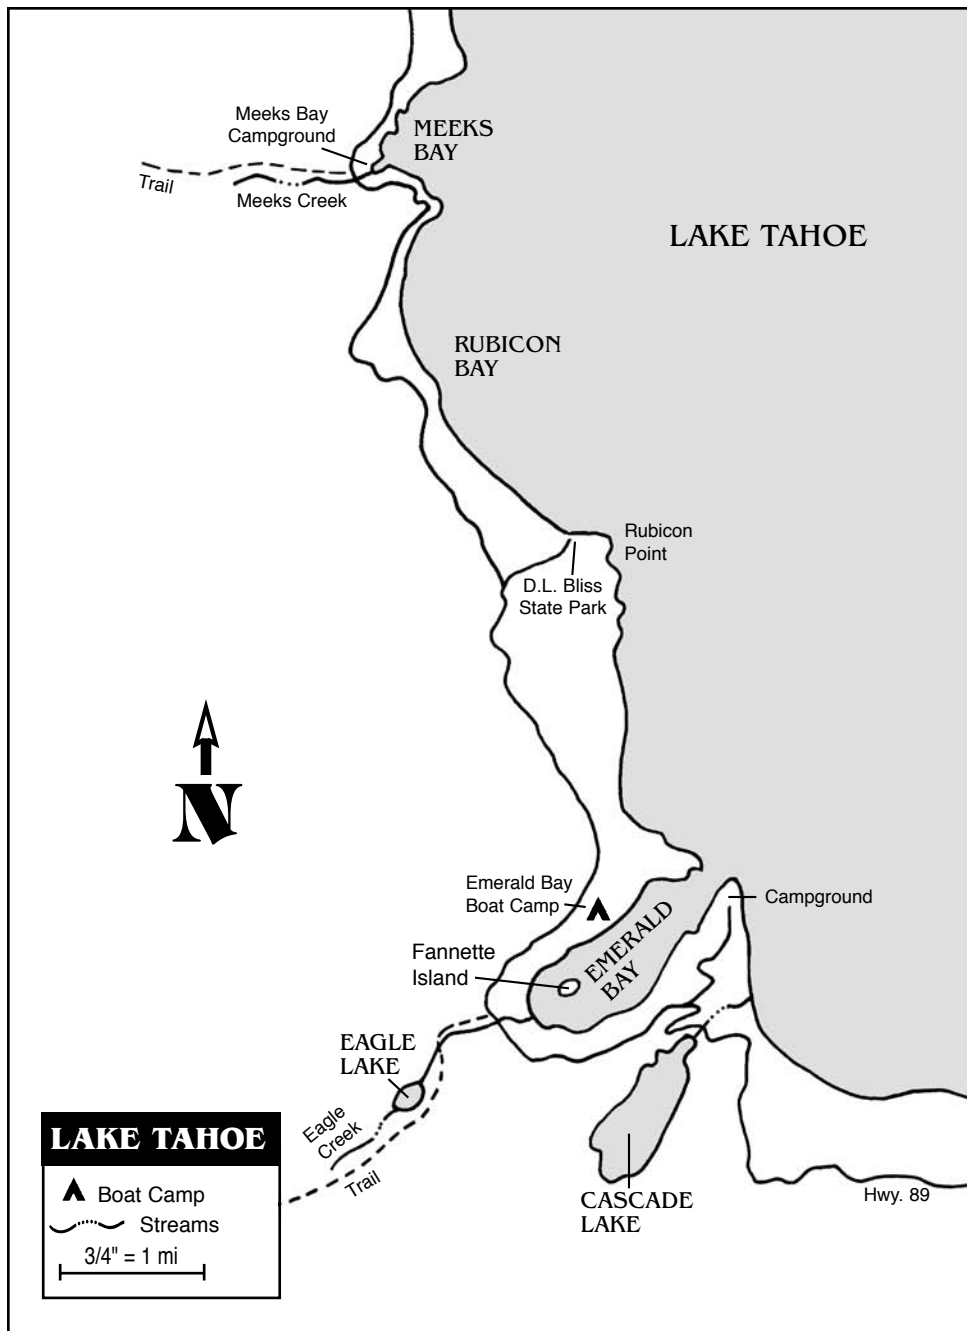 Meeks Bay
Campground
MEEKS
BAY
Trail
Meeks Creek
LAKE TAHOE
RUBICON
BAY
Rubicon
Point
D.L. Bliss
State Park
N
Emerald Bay
Boat Camp
Campground
EMERALD
BAY
Fannette
Island
EAGLE
LAKE
Eagle
Creek
Trail
CASCADE
LAKE
Hwy. 89
LAKE TAHOE
Boat Camp
Streams
3/4" = 1 mi